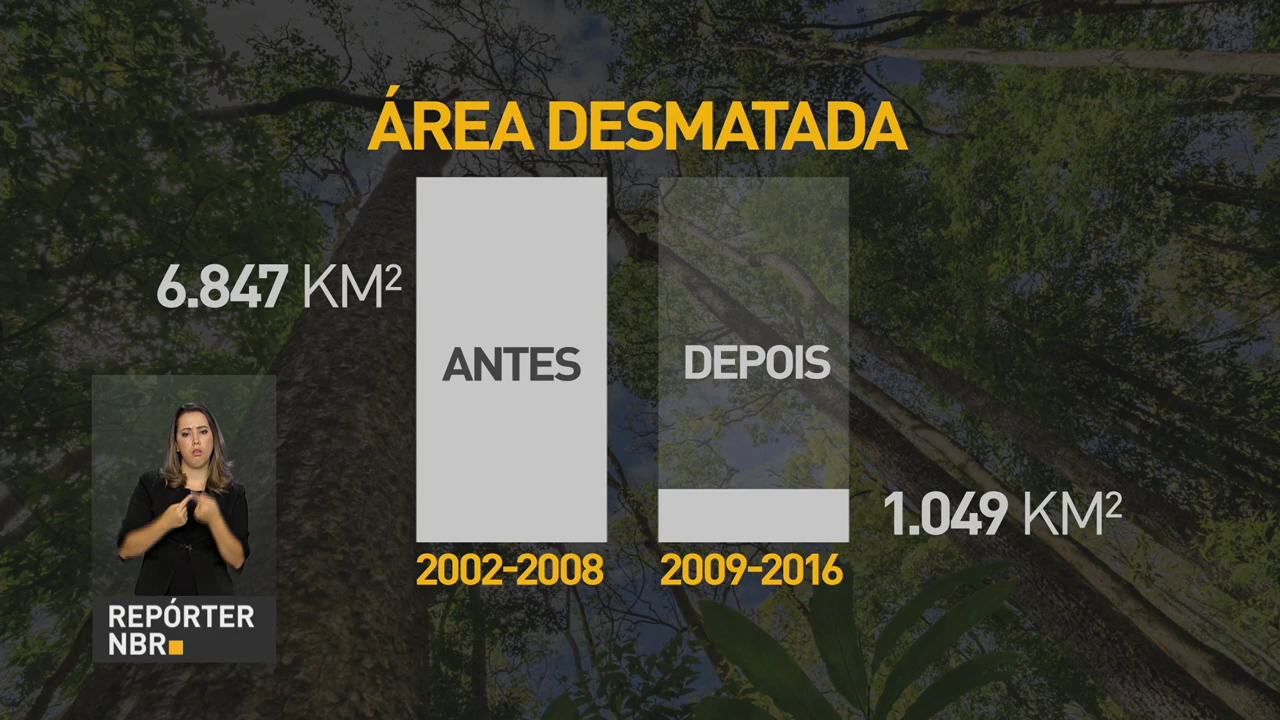 ÁREA DESMATADA
6.847 KM²
ANTES
DEPOIS
1.049 KM²
2002-2008
2009-2016
REPÓRTER
NBR